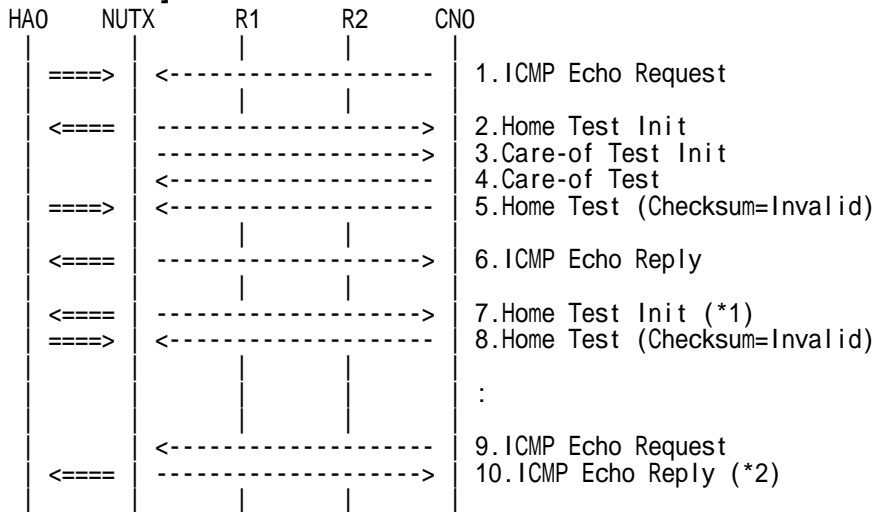 HA0 NUTX R1 R2 CN0
| | | | |
| ====> | <--------------------- | 1.ICMP Echo Request
| | | | |
| <==== | ---------------------> | 2.Home Test Init
| | ---------------------> | 3.Care-of Test Init
| | <--------------------- | 4.Care-of Test
| ====> | <--------------------- | 5.Home Test (Checksum=Invalid)
| | | | |
| <==== | ---------------------> | 6.ICMP Echo Reply
| | | | |
| <==== | ---------------------> | 7.Home Test Init (*1)
| ====> | <--------------------- | 8.Home Test (Checksum=Invalid)
| | | | |
| | | | | :
| | | | |
| | <--------------------- | 9.ICMP Echo Request
| <==== | ---------------------> | 10.ICMP Echo Reply (*2)
| | | | |